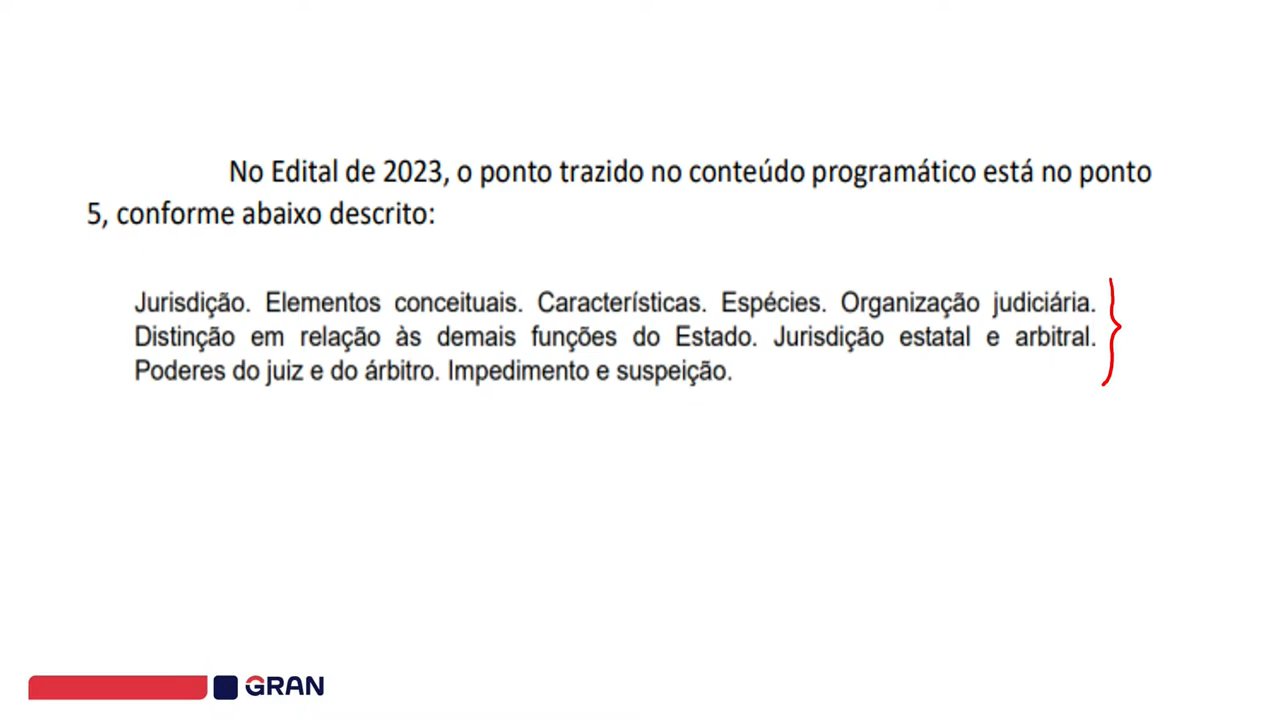 No Edital de 2023, o ponto trazido no conteúdo programático está no ponto
5, conforme abaixo descrito:
Jurisdição. Elementos conceituais. Características. Espécies. Organização judiciária.
Distinção em relação às demais funções do Estado. Jurisdição estatal e arbitral.
Poderes do juiz e do árbitro. Impedimento e suspeição.
GRAN